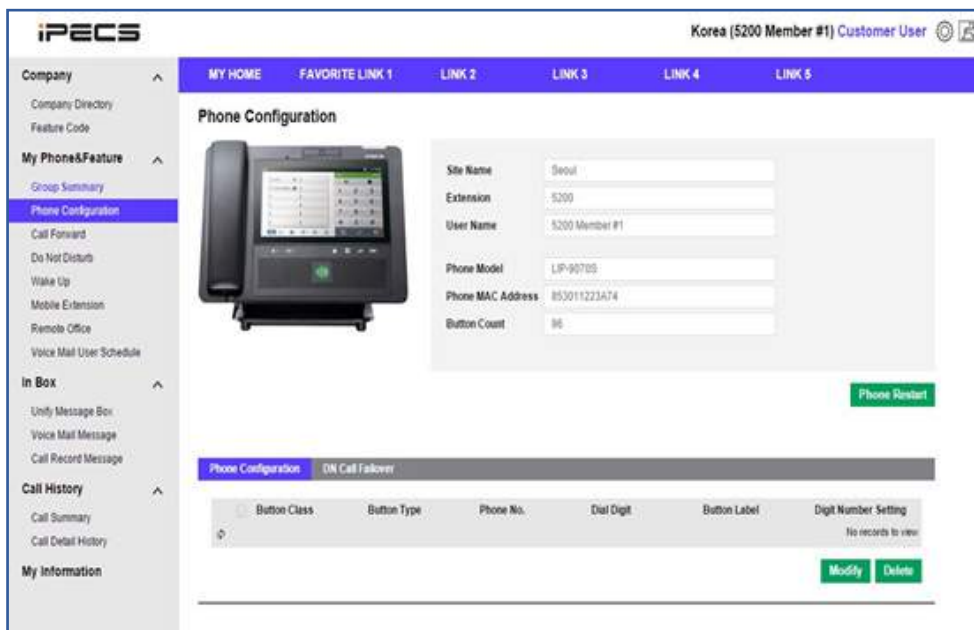 iPECS
Korea (5200 Member #1) Customer User
Company
Company Directory
Feature Code
My Phone&Feature
Group Summary
Phone Configuration
Call Forward
Do Not Disturb
Wake Up
Mobile Extension
Remote Office
Voice Mail User Schedule
In Box
Unify Message Box
Voice Mail Message
Call Record Message
Call History
Call Summary
Call Detail History
My Information
MY HOME FAVORITE LINK 1 LINK 2 LINK 3 LINK 4 LINK 5
Phone Configuration
Site Name Seoul
Extension 5200
User Name 5200 Member #1
Phone Model LIP-9070S
Phone MAC Address 853011223A74
Button Count 96
Phone Restart
Phone Configuration DN Call Failover
Button Class Button Type Phone No. Dial Digit Button Label Digit Number Setting
No records to view
Modify Delete